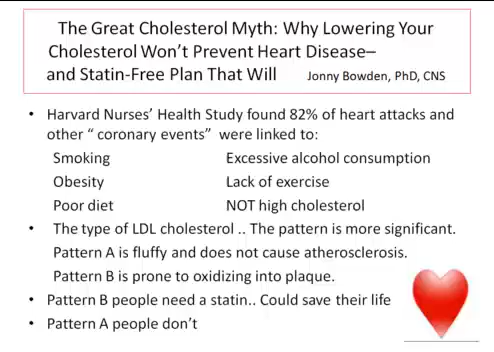 The Great Cholesterol Myth: Why Lowering Your
Cholesterol Won't Prevent Heart Disease–
and Statin-Free Plan That Will Jonny Bowden, PhD, CNS
• Harvard Nurses' Health Study found 82% of heart attacks and
other “ coronary events” were linked to:
Smoking Excessive alcohol consumption
Obesity Lack of exercise
Poor diet NOT high cholesterol
• The type of LDL cholesterol .. The pattern is more significant.
Pattern A is fluffy and does not cause atherosclerosis.
Pattern B is prone to oxidizing into plaque.
• Pattern B people need a statin.. Could save their life
• Pattern A people don't